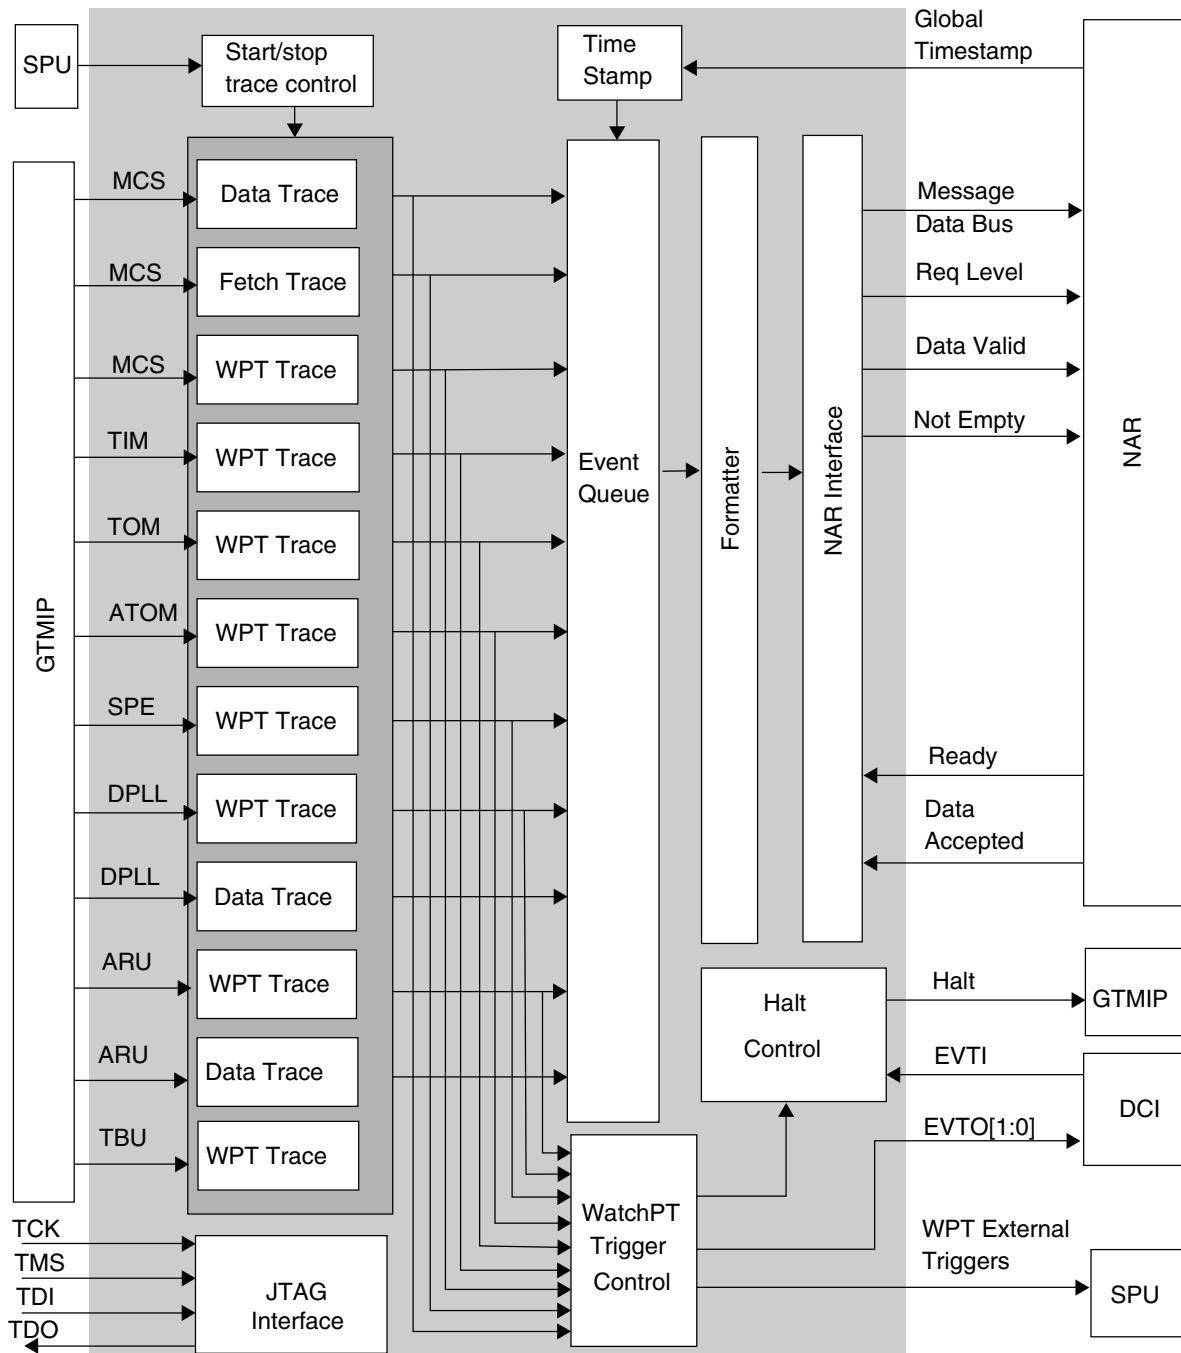 Global
Timestamp
SPU
Start/stop
trace control
Time
Stamp
MCS
Data Trace
Message
Data Bus
MCS
Fetch Trace
Req Level
MCS
WPT Trace
Data Valid
TIM
WPT Trace
Not Empty
Event
Queue
Formatter
NAR Interface
NAR
TOM
WPT Trace
GTMIP
ATOM
WPT Trace
SPE
WPT Trace
Ready
DPLL
WPT Trace
Data
Accepted
DPLL
Data Trace
ARU
WPT Trace
Halt
Control
Halt
GTMIP
ARU
Data Trace
EVTI
DCI
TBU
WPT Trace
EVTO[1:0]
WatchPT
Trigger
Control
WPT External
Triggers
SPU
TCK
TMS
TDI
TDO
JTAG
Interface